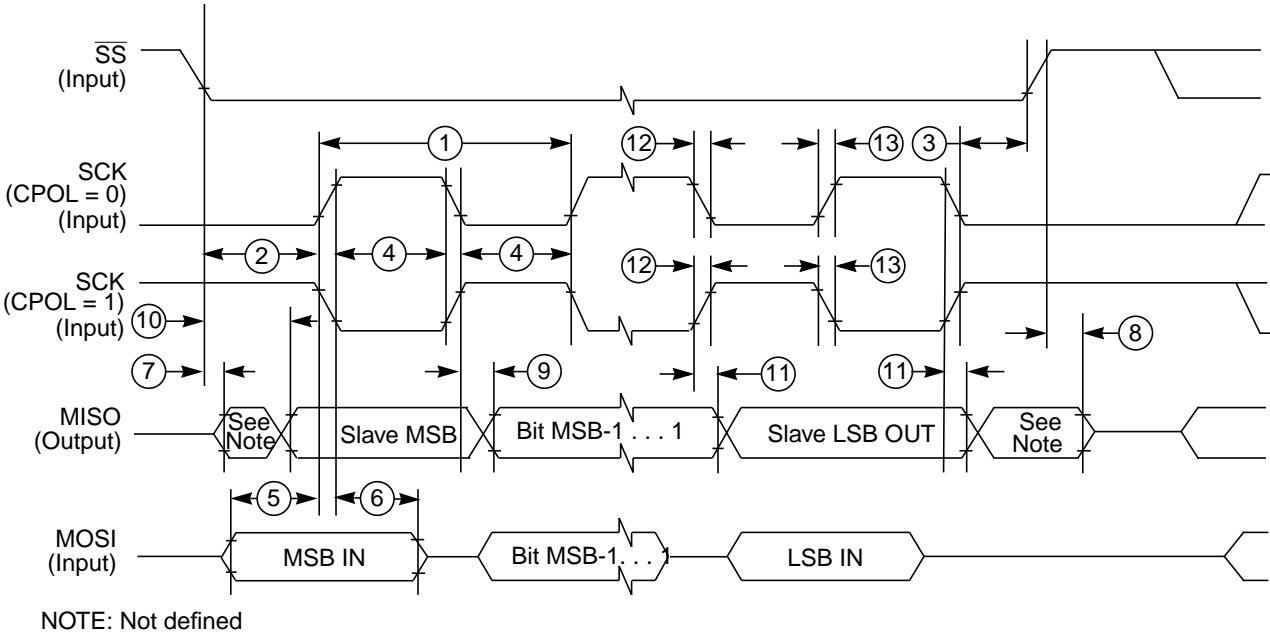 SS
(Input)
1
12
13
3
SCK
(CPOL = 0)
(Input)
2
4
4
12
13
SCK
(CPOL = 1)
(Input)
10
8
7
9
11
11
MISO
(Output)
See
Note
Slave MSB
Bit MSB-1 . . . 1
Slave LSB OUT
See
Note
5
6
MOSI
(Input)
MSB IN
Bit MSB-1. . . 1
LSB IN
NOTE: Not defined